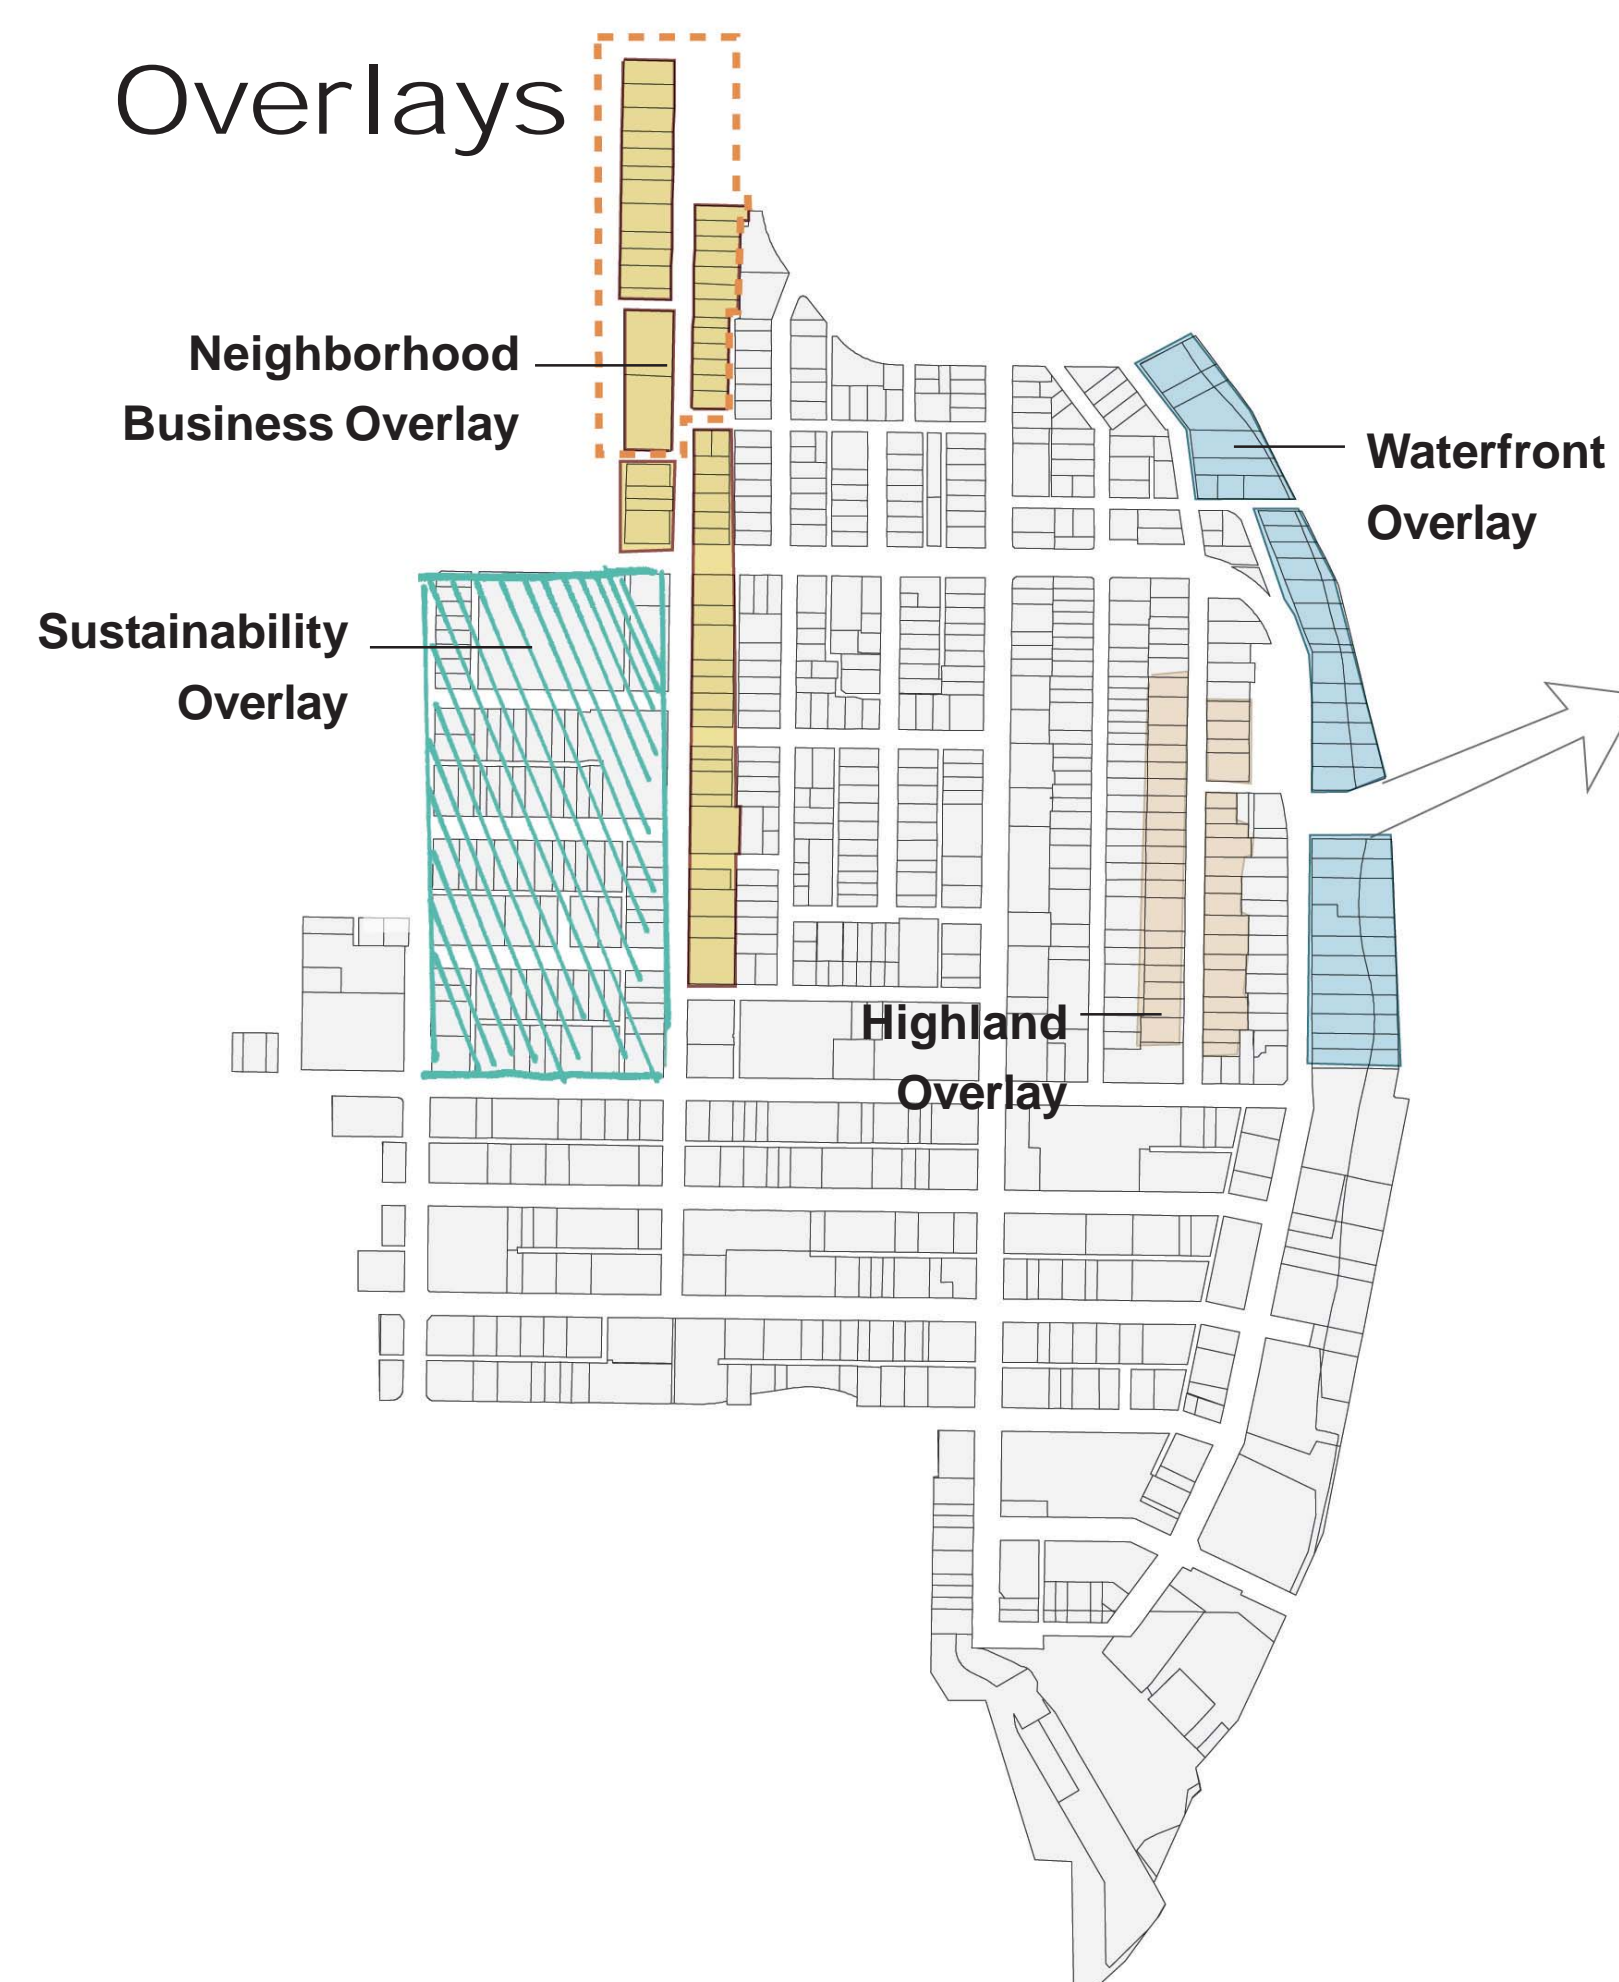 Overlays
Neighborhood
Business Overlay
Waterfront
Overlay
Sustainability
Overlay
Highland
Overlay